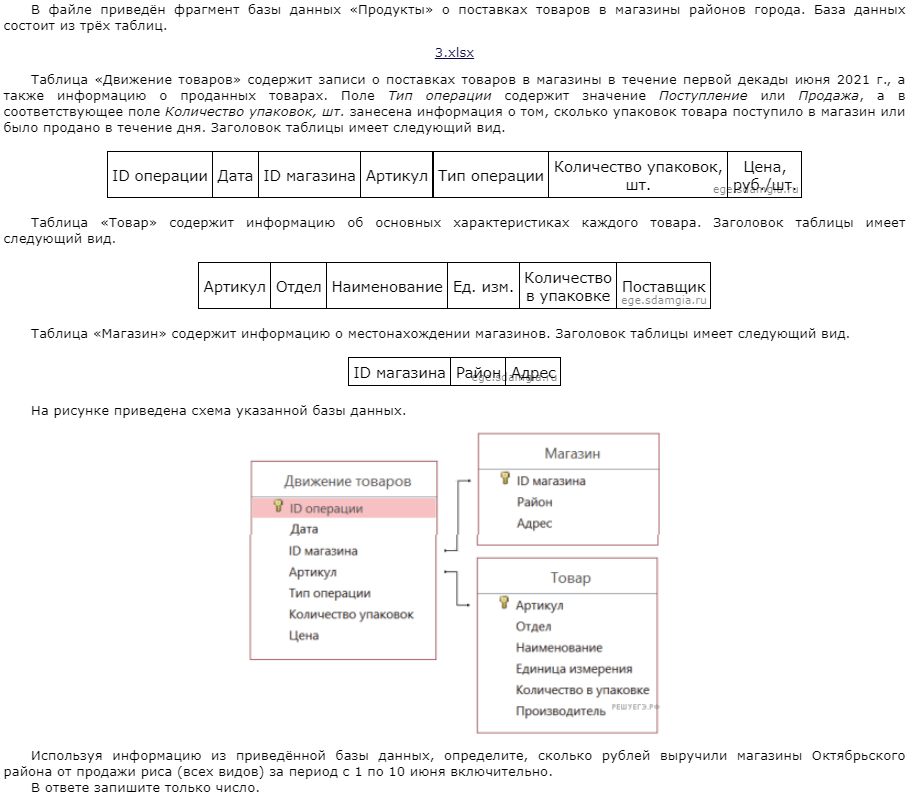 В файле приведён фрагмент базы данных «Продукты» о поставках товаров в магазины районов города. База данных
состоит из трёх таблиц.
3.xlsx
Таблица «Движение товаров» содержит записи о поставках товаров в магазины в течение первой декады июня 2021 г., а
также информацию о проданных товарах. Поле Тип операции содержит значение Поступление или Продажа, а в
соответствующее поле Количество упаковок, шт. занесена информация о том, сколько упаковок товара поступило в магазин или
было продано в течение дня. Заголовок таблицы имеет следующий вид.
ID операции Дата ID магазина Артикул Тип операции Количество упаковок, шт. Цена, руб./шт.
ege.sdamgia.ru
Таблица «Товар» содержит информацию об основных характеристиках каждого товара. Заголовок таблицы имеет
следующий вид.
Артикул Отдел Наименование Ед. изм. Количество в упаковке Поставщик
ege.sdamgia.ru
Таблица «Магазин» содержит информацию о местонахождении магазинов. Заголовок таблицы имеет следующий вид.
ID магазина Район Адрес
ege.sdamgia.ru
На рисунке приведена схема указанной базы данных.
Движение товаров
ID операции
Дата
ID магазина
Артикул
Тип операции
Количество упаковок
Цена
Магазин
ID магазина
Район
Адрес
Товар
Артикул
Отдел
Наименование
Единица измерения
Количество в упаковке
Производитель
РЕШУЕГЭ.РФ
Используя информацию из приведённой базы данных, определите, сколько рублей выручили магазины Октябрьского
района от продажи риса (всех видов) за период с 1 по 10 июня включительно.
В ответе запишите только число.